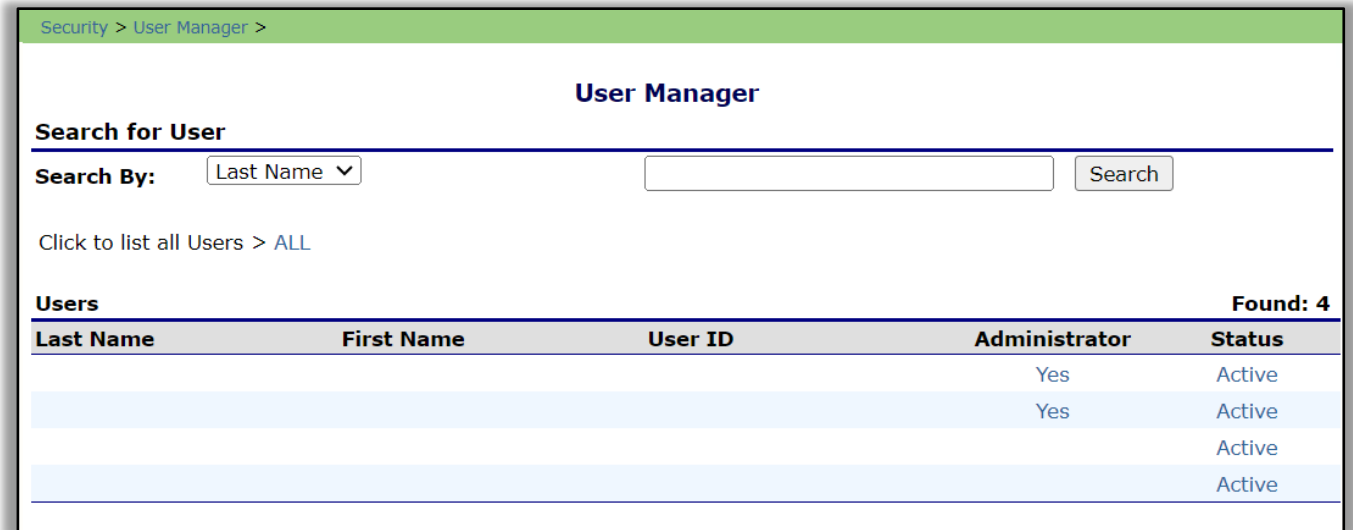 Security > User Manager >
User Manager
Search for User
Search By: Last Name Search
Click to list all Users > ALL
Users Found: 4
Last Name First Name User ID Administrator Status
Yes Active
Yes Active
Active
Active